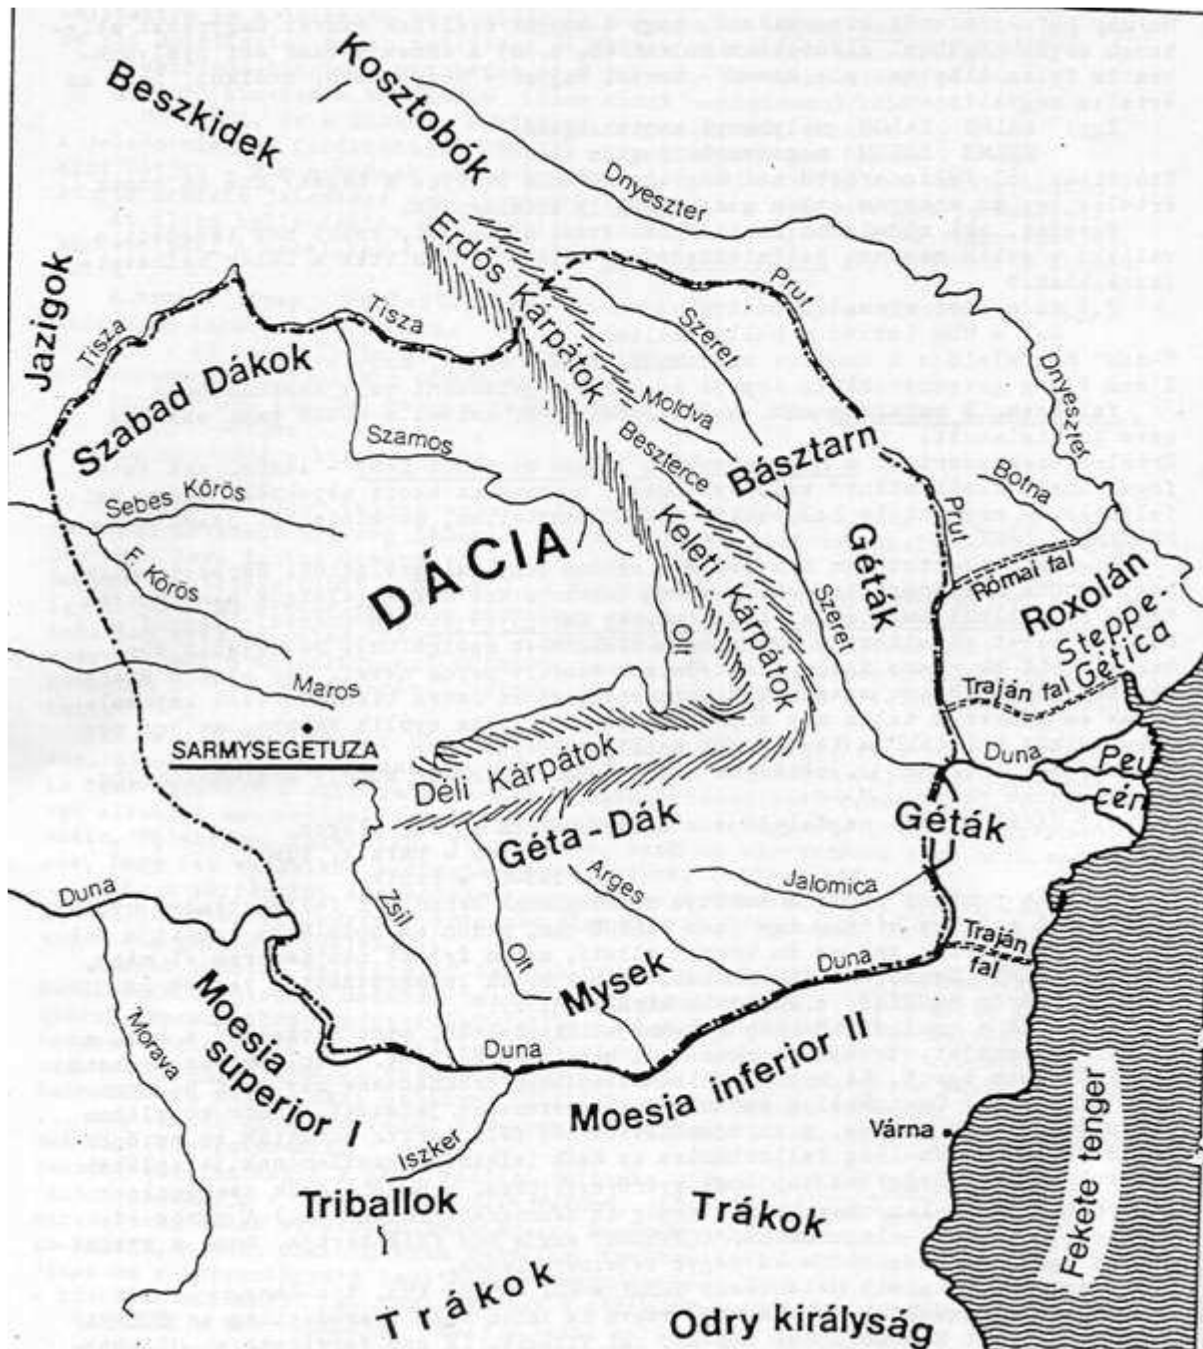 Kosztobók
Beszkidek
Dnyeszter
Erdős
Kárpátok
Prut
Jazigok
Tisza
Tisza
Szeret
Szabad Dákok
Dnyeszter
Moldva
Szamos
Beszterce
Básztarn
Botna
Sebes Körös
Prut
DÁCIA
Keleti
Kárpátok
Géták
F. Körös
Római fal
Szeret
Roxolán
Steppe-
Getica
Olt
Maros
Traján fal
SARMYSEGETUZA
Déli Kárpátok
Duna
Peu
cén
Géták
Géta-Dák
Arges
Jalomica
Duna
Zsil
Olt
Duna
Traján
fal
Mysek
Moesia
superior I
Morava
Duna
Moesia inferior II
Várna
Iszker
Fekete tenger
Triballok
Trákok
Trákok
Odry királyság